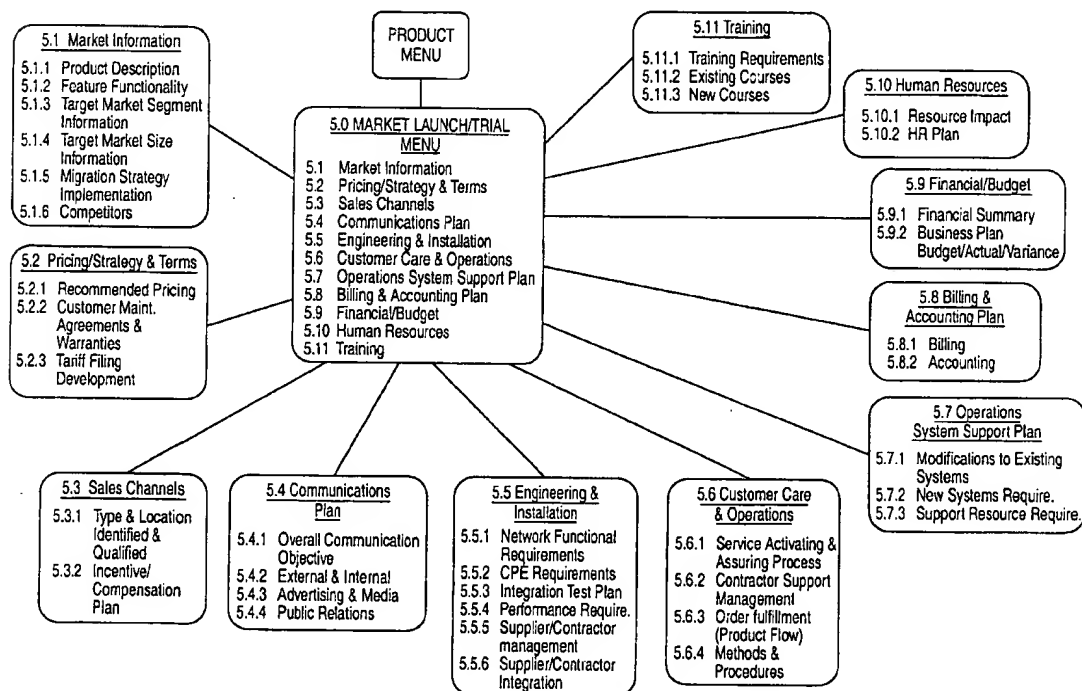 PRODUCT
MENU
5.0 MARKET LAUNCH/TRIAL
MENU
5.1 Market Information
5.2 Pricing/Strategy & Terms
5.3 Sales Channels
5.4 Communications Plan
5.5 Engineering & Installation
5.6 Customer Care & Operations
5.7 Operations System Support Plan
5.8 Billing & Accounting Plan
5.9 Financial/Budget
5.10 Human Resources
5.11 Training
5.1 Market Information
5.1.1 Product Description
5.1.2 Feature Functionality
5.1.3 Target Market Segment
Information
5.1.4 Target Market Size
Information
5.1.5 Migration Strategy
Implementation
5.1.6 Competitors
5.2 Pricing/Strategy & Terms
5.2.1 Recommended Pricing
5.2.2 Customer Maint.
Agreements &
Warranties
5.2.3 Tariff Filing
Development
5.3 Sales Channels
5.3.1 Type & Location
Identified &
Qualified
5.3.2 Incentive/
Compensation
Plan
5.4 Communications
Plan
5.4.1 Overall Communication
Objective
5.4.2 External & Internal
5.4.3 Advertising & Media
5.4.4 Public Relations
5.5 Engineering &
Installation
5.5.1 Network Functional
Requirements
5.5.2 CPE Requirements
5.5.3 Integration Test Plan
5.5.4 Performance Require.
5.5.5 Supplier/Contractor
management
5.5.6 Supplier/Contractor
Integration
5.6 Customer Care
& Operations
5.6.1 Service Activating &
Assuring Process
5.6.2 Contractor Support
Management
5.6.3 Order fulfillment
(Product Flow)
5.6.4 Methods &
Procedures
5.7 Operations
System Support Plan
5.7.1 Modifications to Existing
Systems
5.7.2 New Systems Require.
5.7.3 Support Resource Require.
5.8 Billing &
Accounting Plan
5.8.1 Billing
5.8.2 Accounting
5.9 Financial/Budget
5.9.1 Financial Summary
5.9.2 Business Plan
Budget/Actual/Variance
5.10 Human Resources
5.10.1 Resource Impact
5.10.2 HR Plan
5.11 Training
5.11.1 Training Requirements
5.11.2 Existing Courses
5.11.3 New Courses